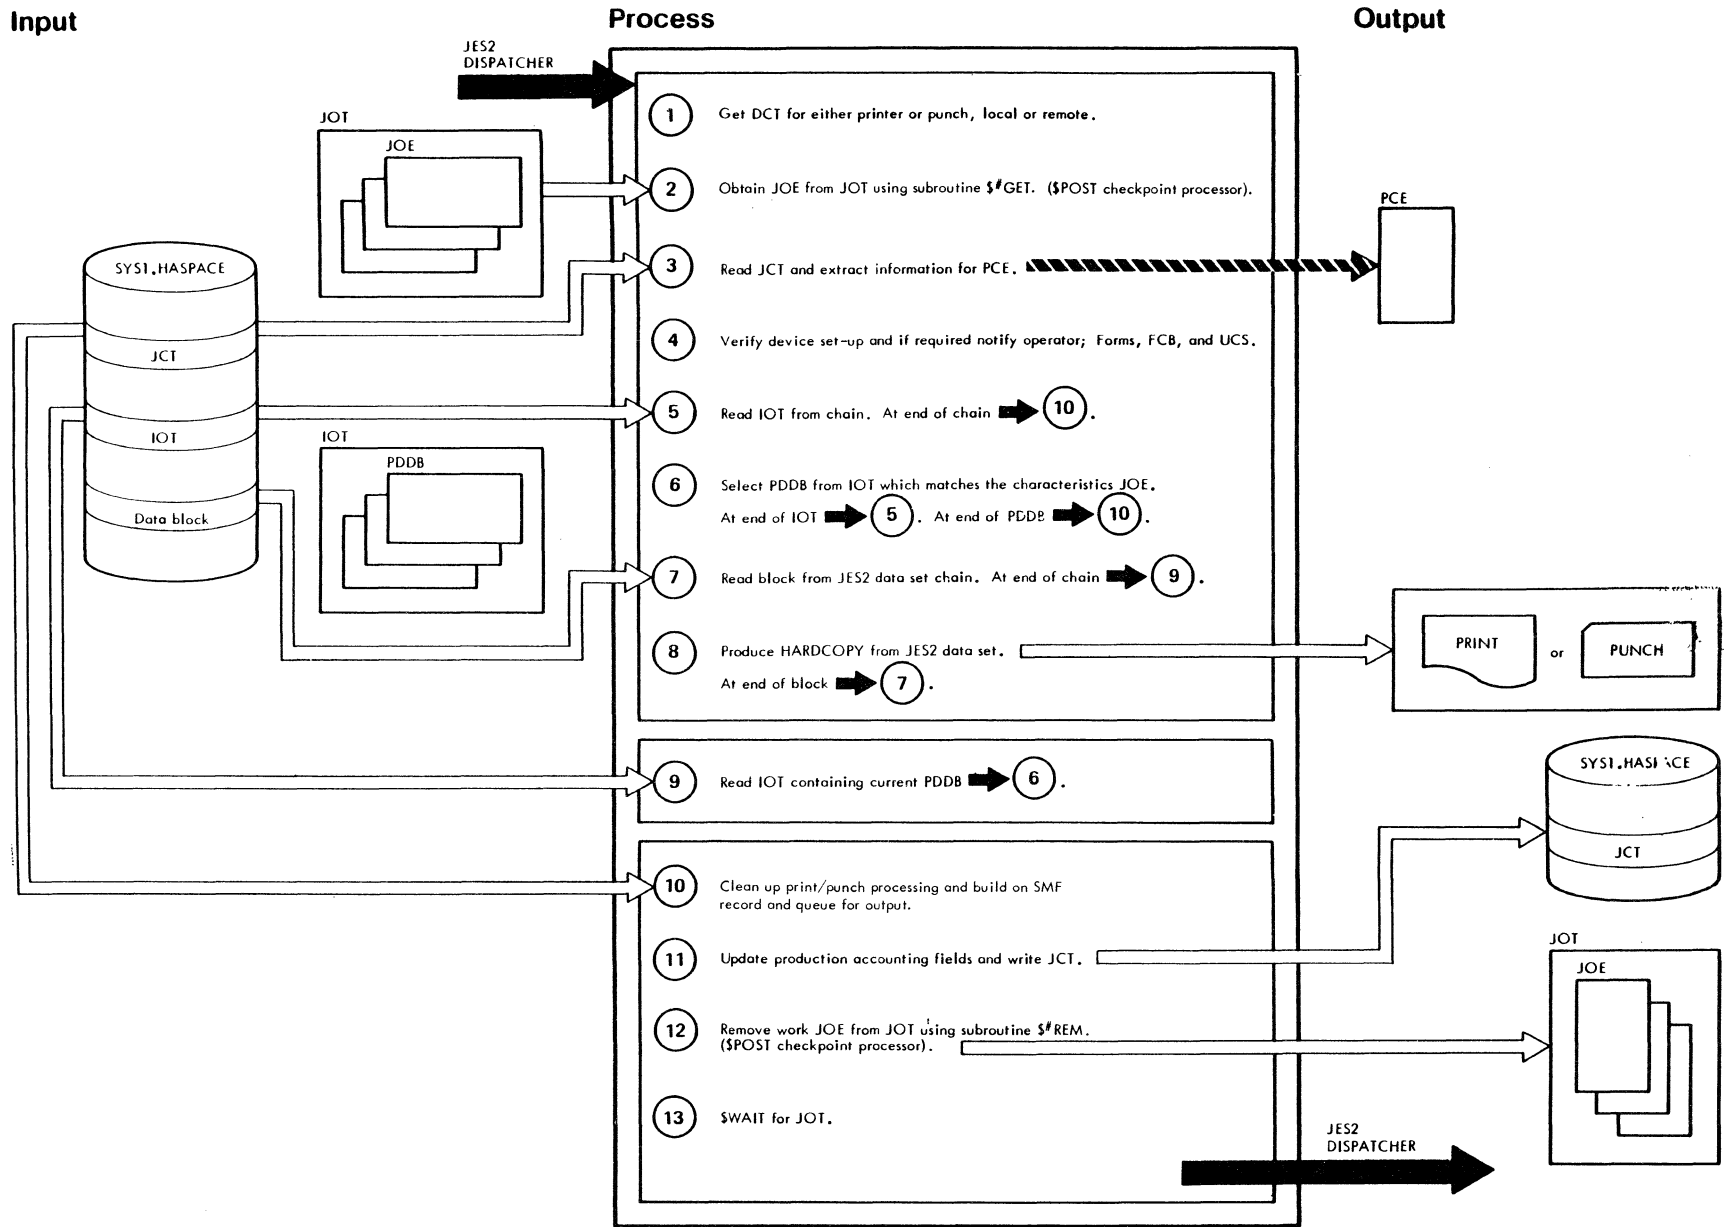 Input
Process
Output
JES2
DISPATCHER
JOT
JOE
SYS1.HASPACE
JCT
IOT
Data block
IOT
PDDB
1 Get DCT for either printer or punch, local or remote.
2 Obtain JOE from JOT using subroutine $#GET. ($POST checkpoint processor).
3 Read JCT and extract information for PCE.
4 Verify device set-up and if required notify operator; Forms, FCB, and UCS.
5 Read IOT from chain. At end of chain 10 .
6 Select PDDB from IOT which matches the characteristics JOE.
At end of IOT 5 . At end of PDDB 10 .
7 Read block from JES2 data set chain. At end of chain 9 .
8 Produce HARDCOPY from JES2 data set.
At end of block 7 .
9 Read IOT containing current PDDB 6 .
10 Clean up print/punch processing and build on SMF
record and queue for output.
11 Update production accounting fields and write JCT.
12 Remove work JOE from JOT using subroutine $#REM.
($POST checkpoint processor).
13 $WAIT for JOT.
JES2
DISPATCHER
PCE
PRINT or PUNCH
JCT
JOT
JOE